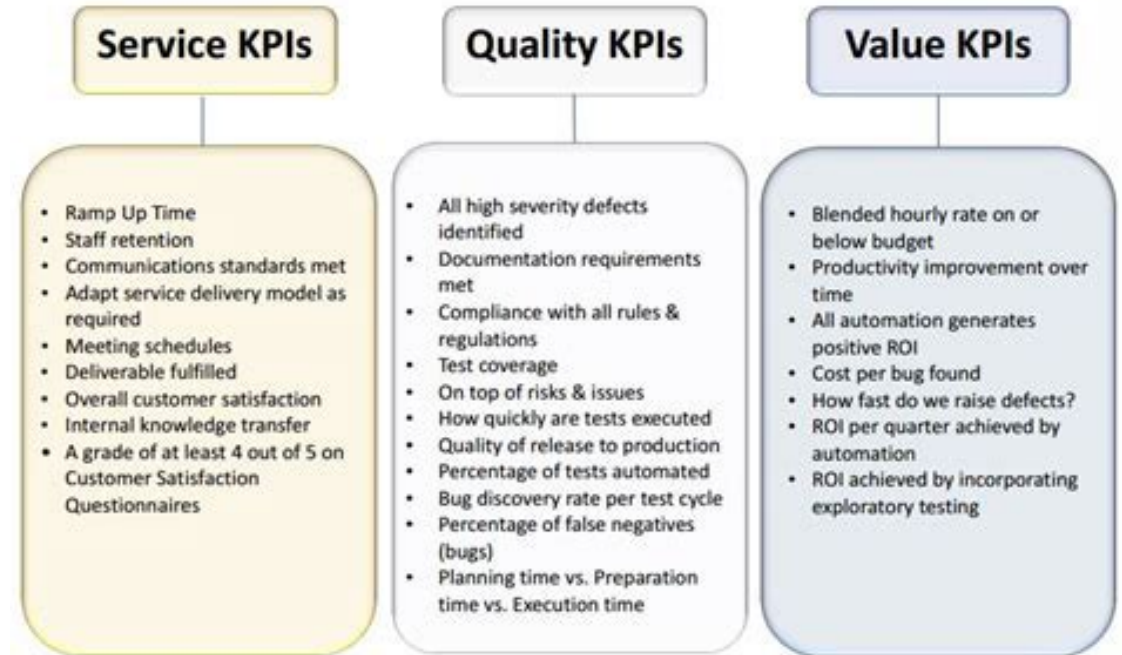 Service KPIs
• Ramp Up Time
• Staff retention
• Communications standards met
• Adapt service delivery model as
required
• Meeting schedules
• Deliverable fulfilled
• Overall customer satisfaction
• Internal knowledge transfer
• A grade of at least 4 out of 5 on
Customer Satisfaction
Questionnaires
Quality KPIs
• All high severity defects
identified
• Documentation requirements
met
• Compliance with all rules &
regulations
• Test coverage
• On top of risks & issues
• How quickly are tests executed
• Quality of release to production
• Percentage of tests automated
• Bug discovery rate per test cycle
• Percentage of false negatives
(bugs)
• Planning time vs. Preparation
time vs. Execution time
Value KPIs
• Blended hourly rate on or
below budget
• Productivity improvement over
time
• All automation generates
positive ROI
• Cost per bug found
• How fast do we raise defects?
• ROI per quarter achieved by
automation
• ROI achieved by incorporating
exploratory testing